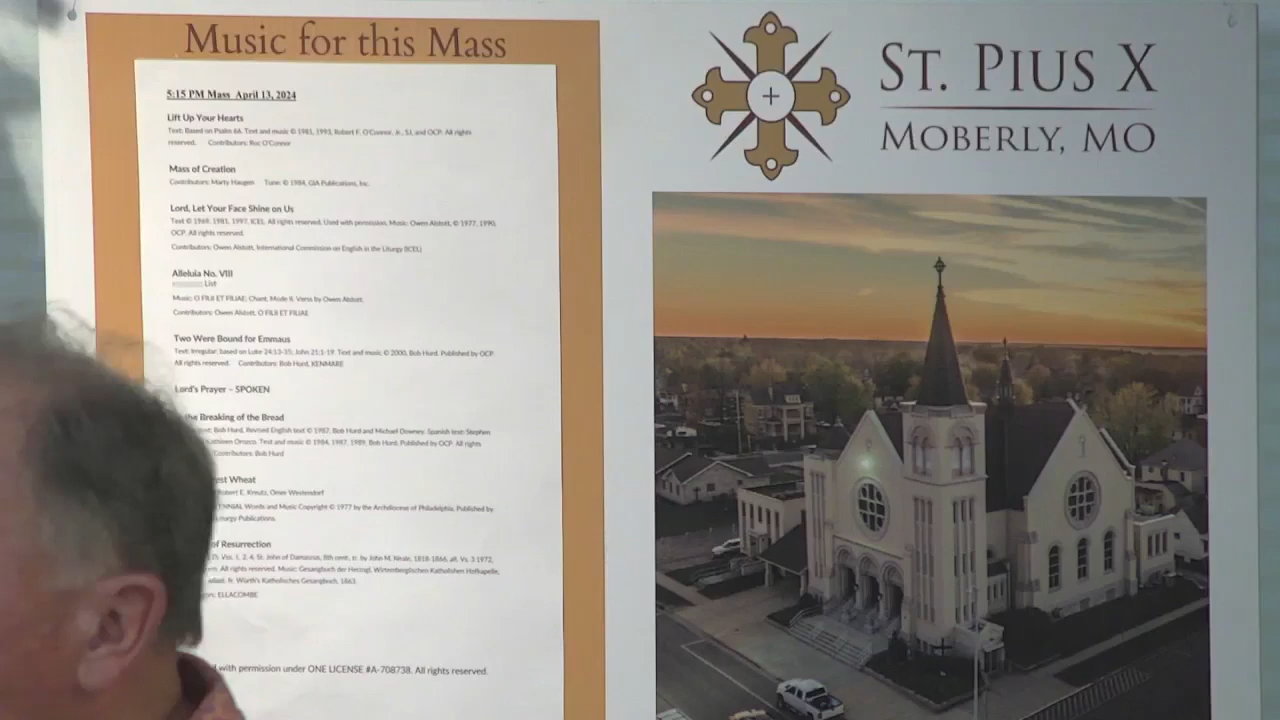 Music for this Mass
5:15 PM Mass April 13, 2024
Lift Up Your Hearts
Text: Based on Psalm 66. Text and music © 1981, 1993, Robert F. O'Connor, Jr., SJ, and OCP. All rights
reserved. Contributors: Roc O'Connor
Mass of Creation
Contributors: Marty Haugen Tune: © 1984, GIA Publications, Inc.
Lord, Let Your Face Shine on Us
Text © 1969, 1981, 1997, ICEL. All rights reserved. Used with permission. Music: Owen Alstott, © 1977, 1990,
OCP. All rights reserved.
Contributors: Owen Alstott, International Commission on English in the Liturgy (ICEL)
Alleluia No. VIII
List
Music: O FILII ET FILIAE; Chant, Mode II. Verse by Owen Alstott.
Contributors: Owen Alstott, O FILII ET FILIAE
Two Were Bound for Emmaus
Text: Irregular; based on Luke 24:13-35; John 21:1-19. Text and music © 2000, Bob Hurd. Published by OCP.
All rights reserved. Contributors: Bob Hurd, KENMARE
Lord's Prayer – SPOKEN
the Breaking of the Bread
Bob Hurd, Revised English text © 1987, Bob Hurd and Michael Downey. Spanish text: Stephen
Orozco. Text and music © 1984, 1987, 1989, Bob Hurd. Published by OCP. All rights
Contributors: Bob Hurd
Wheat
Robert E. Kreutz, Omer Westendorf
Words and Music Copyright © 1977 by the Archdiocese of Philadelphia. Published by
Publications.
of Resurrection
Vss. 1, 2, 4, St. John of Damascus, 8th cent., tr. by John M. Neale, 1818-1866, alt. Vs. 3 1972,
All rights reserved. Music: Gesangbuch der Herzogl. Wirtembergischen Katholischen Hofkapelle,
fr. Würth's Katholisches Gesangbuch, 1863.
ELLACOMBE
with permission under ONE LICENSE #A-708738. All rights reserved.
ST. PIUS X
MOBERLY, MO